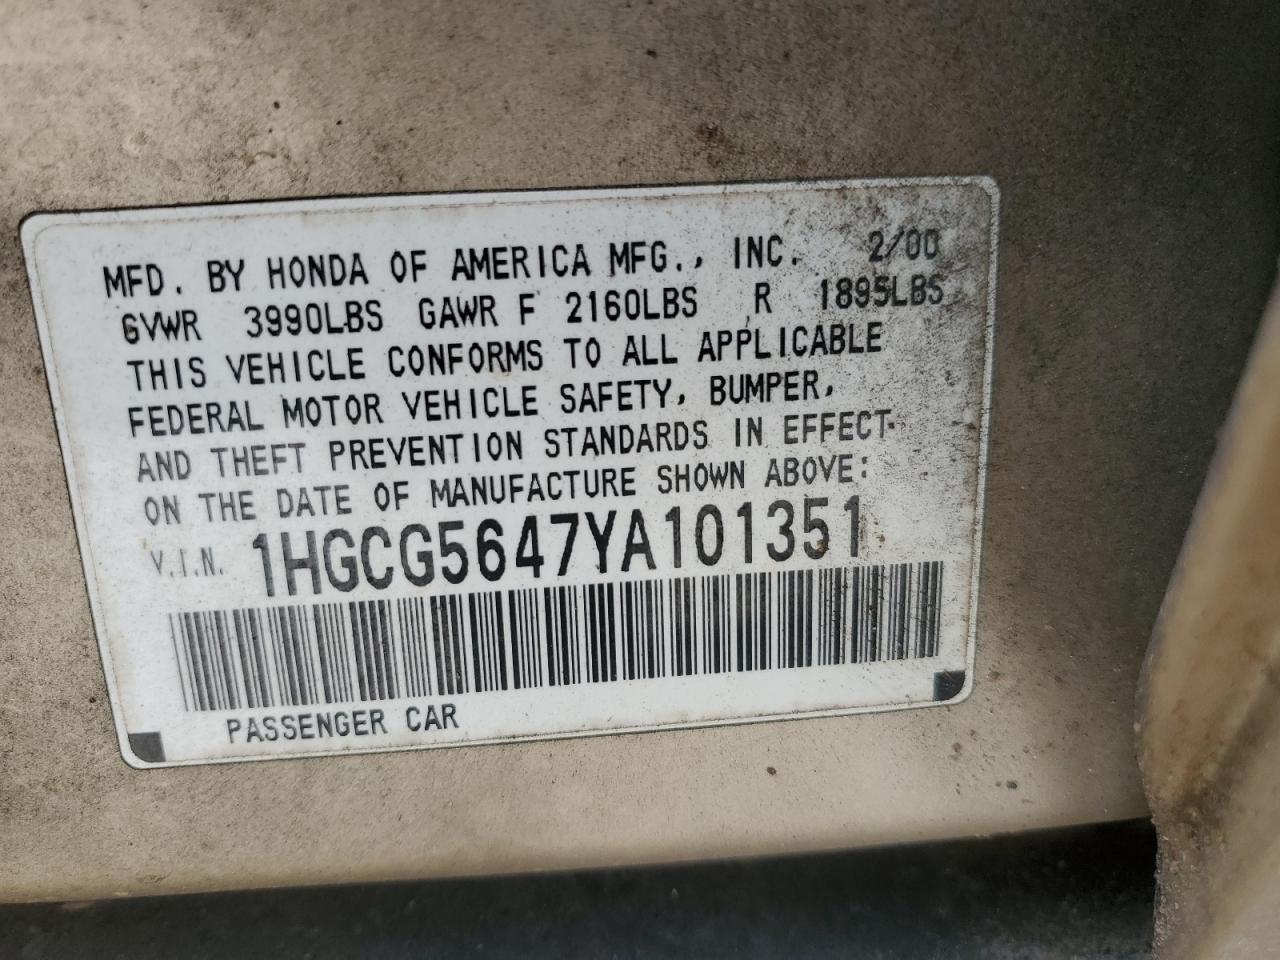 MFD. BY HONDA OF AMERICA MFG., INC. 2/00
GVWR 3990LBS GAWR F 2160LBS R 1895LBS
THIS VEHICLE CONFORMS TO ALL APPLICABLE
FEDERAL MOTOR VEHICLE SAFETY, BUMPER,
AND THEFT PREVENTION STANDARDS IN EFFECT
ON THE DATE OF MANUFACTURE SHOWN ABOVE:
V.I.N. 1HGCG5647YA101351
PASSENGER CAR